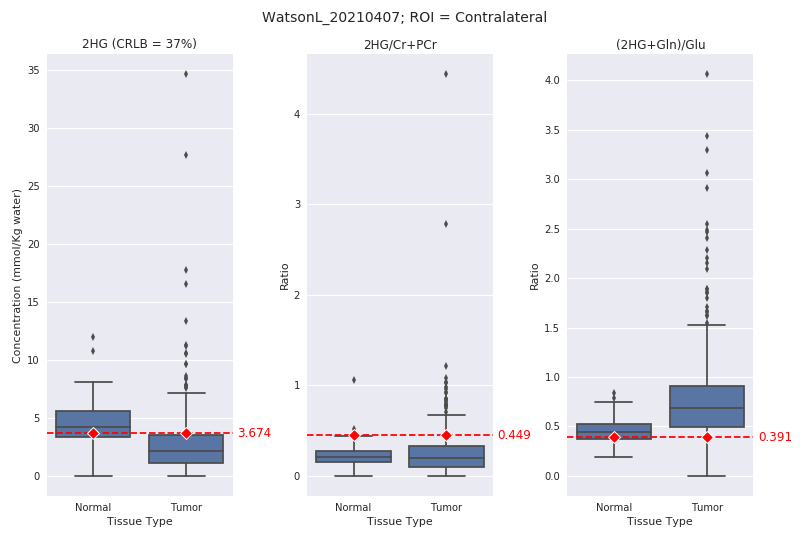 WatsonL_20210407; ROI = Contralateral
2HG (CRLB = 37%)
Concentration (mmol/Kg water)
35
30
25
20
15
10
5
0
3.674
Normal
Tumor
Tissue Type
2HG/Cr+PCr
Ratio
4
3
2
1
0
0.449
Normal
Tumor
Tissue Type
(2HG+Gln)/Glu
Ratio
4.0
3.5
3.0
2.5
2.0
1.5
1.0
0.5
0.0
0.391
Normal
Tumor
Tissue Type